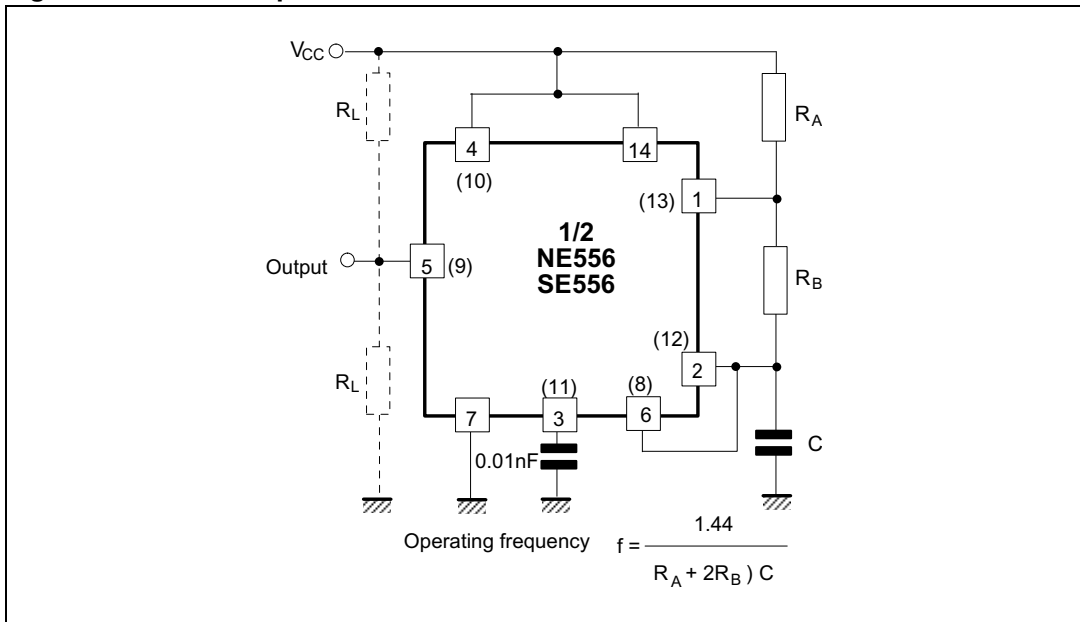 VCC
RL
RA
4
14
(10)
(13)
1
1/2
NE556
SE556
Output
5
(9)
RB
(12)
2
RL
(11)
(8)
7
3
6
0.01nF
C
Operating frequency f = 1.44
RA + 2RB ) C